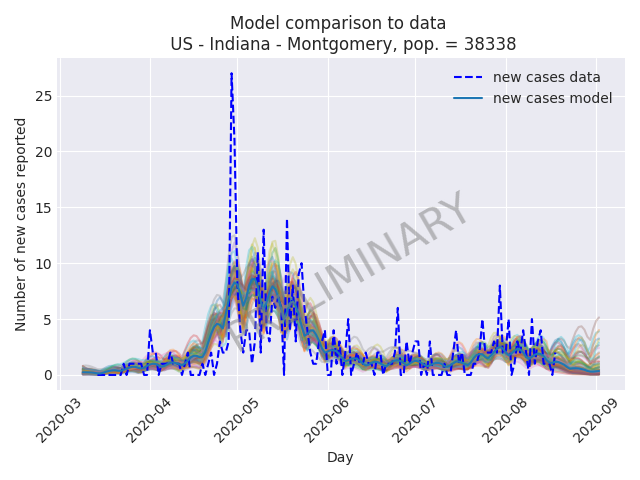 Model comparison to data
US - Indiana - Montgomery, pop. = 38338
Number of new cases reported
25
20
15
10
5
0
new cases data
new cases model
PRELIMINARY
2020-03
2020-04
2020-05
2020-06
2020-07
2020-08
2020-09
Day